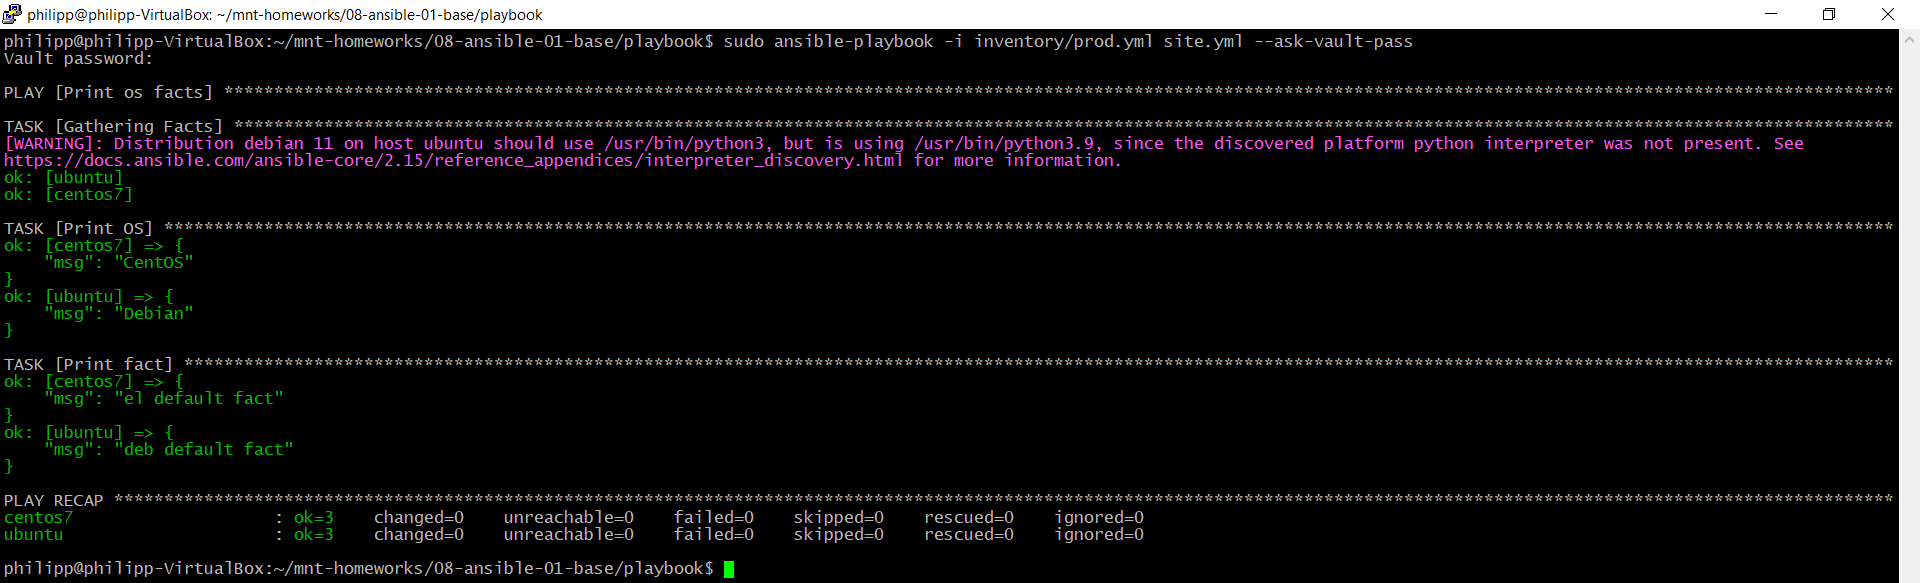 philipp@philipp-VirtualBox: ~/mnt-homeworks/08-ansible-01-base/playbook
philipp@philipp-VirtualBox:~/mnt-homeworks/08-ansible-01-base/playbook$ sudo ansible-playbook -i inventory/prod.yml site.yml --ask-vault-pass
Vault password:
PLAY [Print os facts] ***********************************************************************************************************************************************************************
TASK [Gathering Facts] **********************************************************************************************************************************************************************
[WARNING]: Distribution debian 11 on host ubuntu should use /usr/bin/python3, but is using /usr/bin/python3.9, since the discovered platform python interpreter was not present. See
https://docs.ansible.com/ansible-core/2.15/reference_appendices/interpreter_discovery.html for more information.
ok: [ubuntu]
ok: [centos7]
TASK [Print OS] *****************************************************************************************************************************************************************************
ok: [centos7] => {
    "msg": "CentOS"
}
ok: [ubuntu] => {
    "msg": "Debian"
}
TASK [Print fact] ***************************************************************************************************************************************************************************
ok: [centos7] => {
    "msg": "el default fact"
}
ok: [ubuntu] => {
    "msg": "deb default fact"
}
PLAY RECAP **********************************************************************************************************************************************************************************
centos7                    : ok=3    changed=0    unreachable=0    failed=0    skipped=0    rescued=0    ignored=0
ubuntu                     : ok=3    changed=0    unreachable=0    failed=0    skipped=0    rescued=0    ignored=0
philipp@philipp-VirtualBox:~/mnt-homeworks/08-ansible-01-base/playbook$